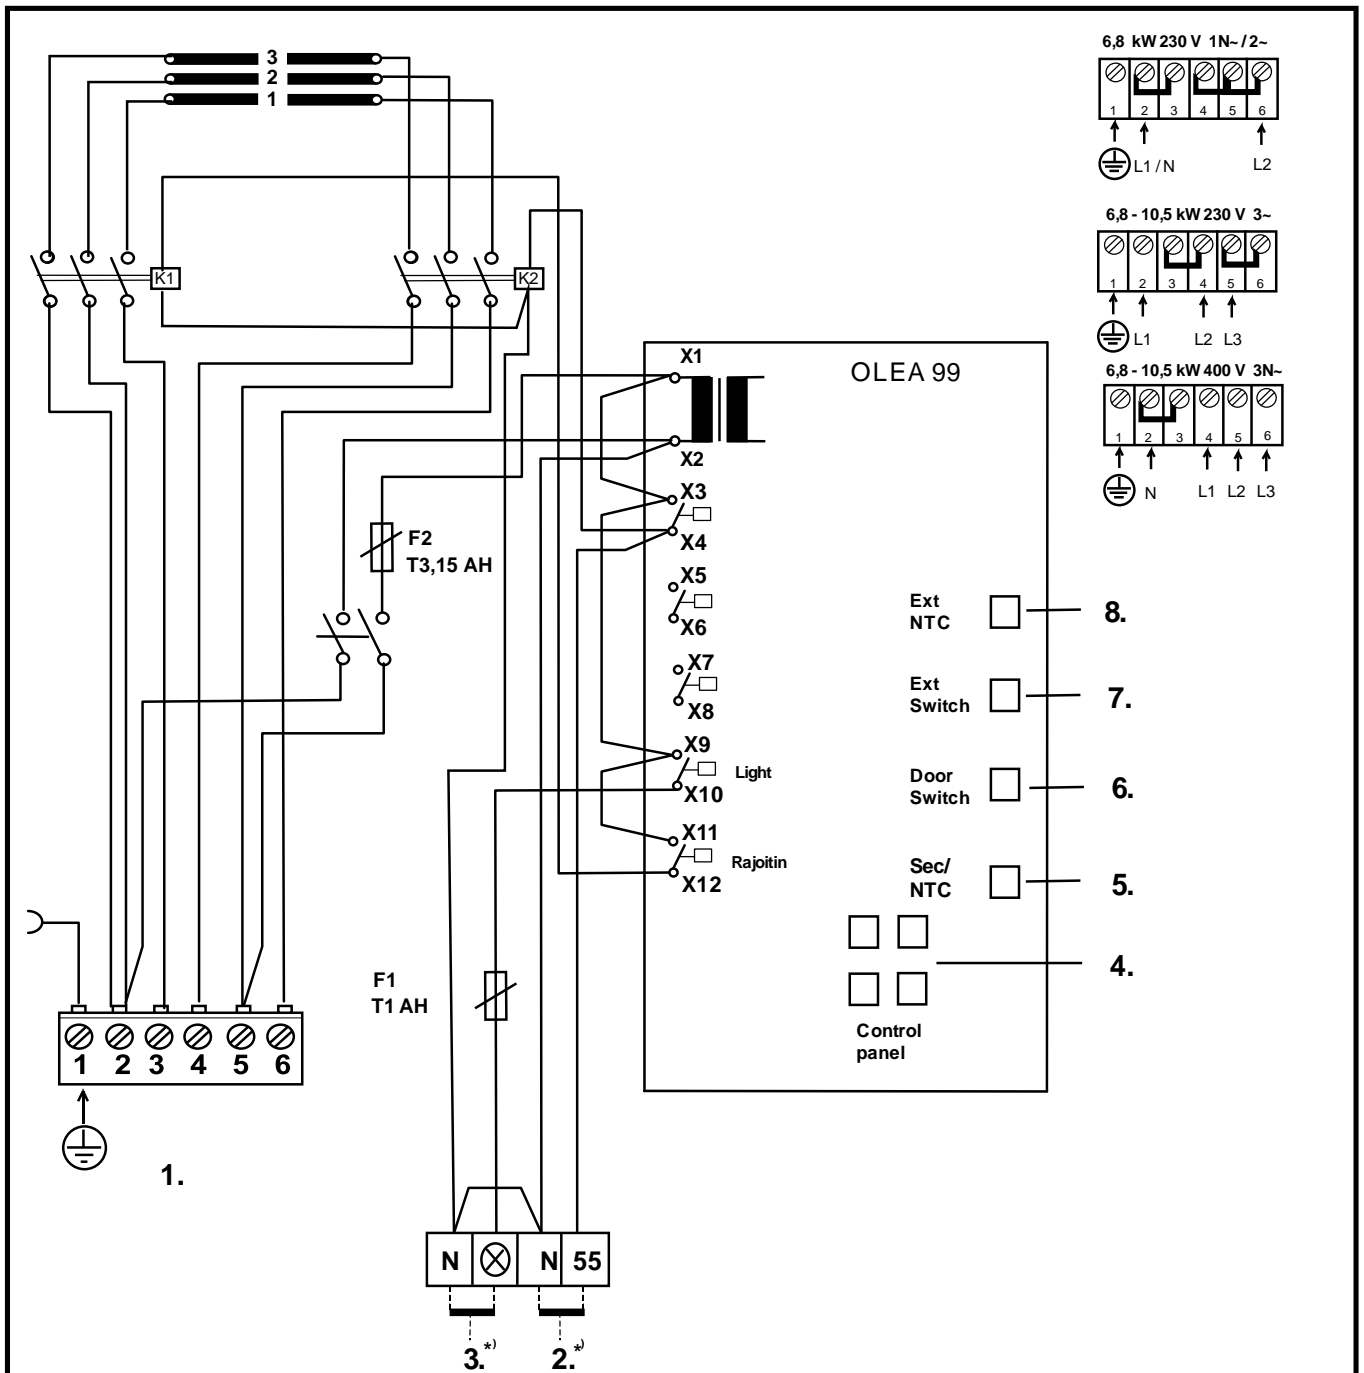 3
2
1
K1
K2
6,8 kW 230 V 1N~ / 2~
1 2 3 4 5 6
L1 / N L2
6,8 - 10,5 kW 230 V 3~
1 2 3 4 5 6
L1 L2 L3
6,8 - 10,5 kW 400 V 3N~
1 2 3 4 5 6
N L1 L2 L3
OLEA 99
X1
X2
X3
X4
X5
X6
X7
X8
X9
Light
X10
X11
Rajoitin
X12
F2
T3,15 AH
Ext
NTC
8.
Ext
Switch
7.
Door
Switch
6.
Sec/
NTC
5.
4.
Control
panel
F1
T1 AH
1 2 3 4 5 6
1.
N N 55
3.*)
2.*)